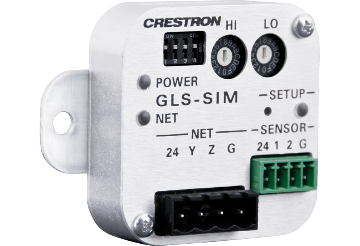 CRESTRON HI LO
POWER
GLS-SIM SETUP
NET
NET SENSOR
24 Y Z G 24 1 2 G